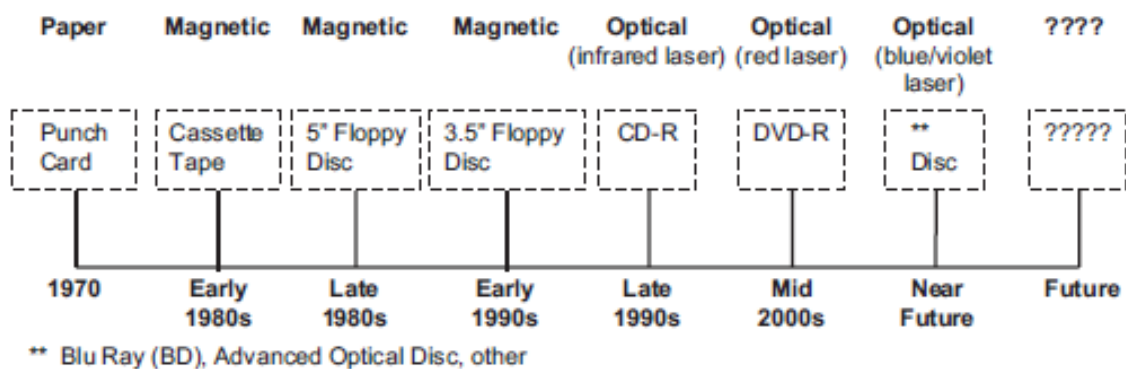 Paper Magnetic Magnetic Magnetic Optical Optical Optical ????
(infrared laser) (red laser) (blue/violet
laser)
Punch Cassette 5" Floppy 3.5" Floppy CD-R DVD-R ** ?????
Card Tape Disc Disc Disc
1970 Early Late Early Late Mid Near Future
1980s 1980s 1990s 1990s 2000s Future
** Blu Ray (BD), Advanced Optical Disc, other